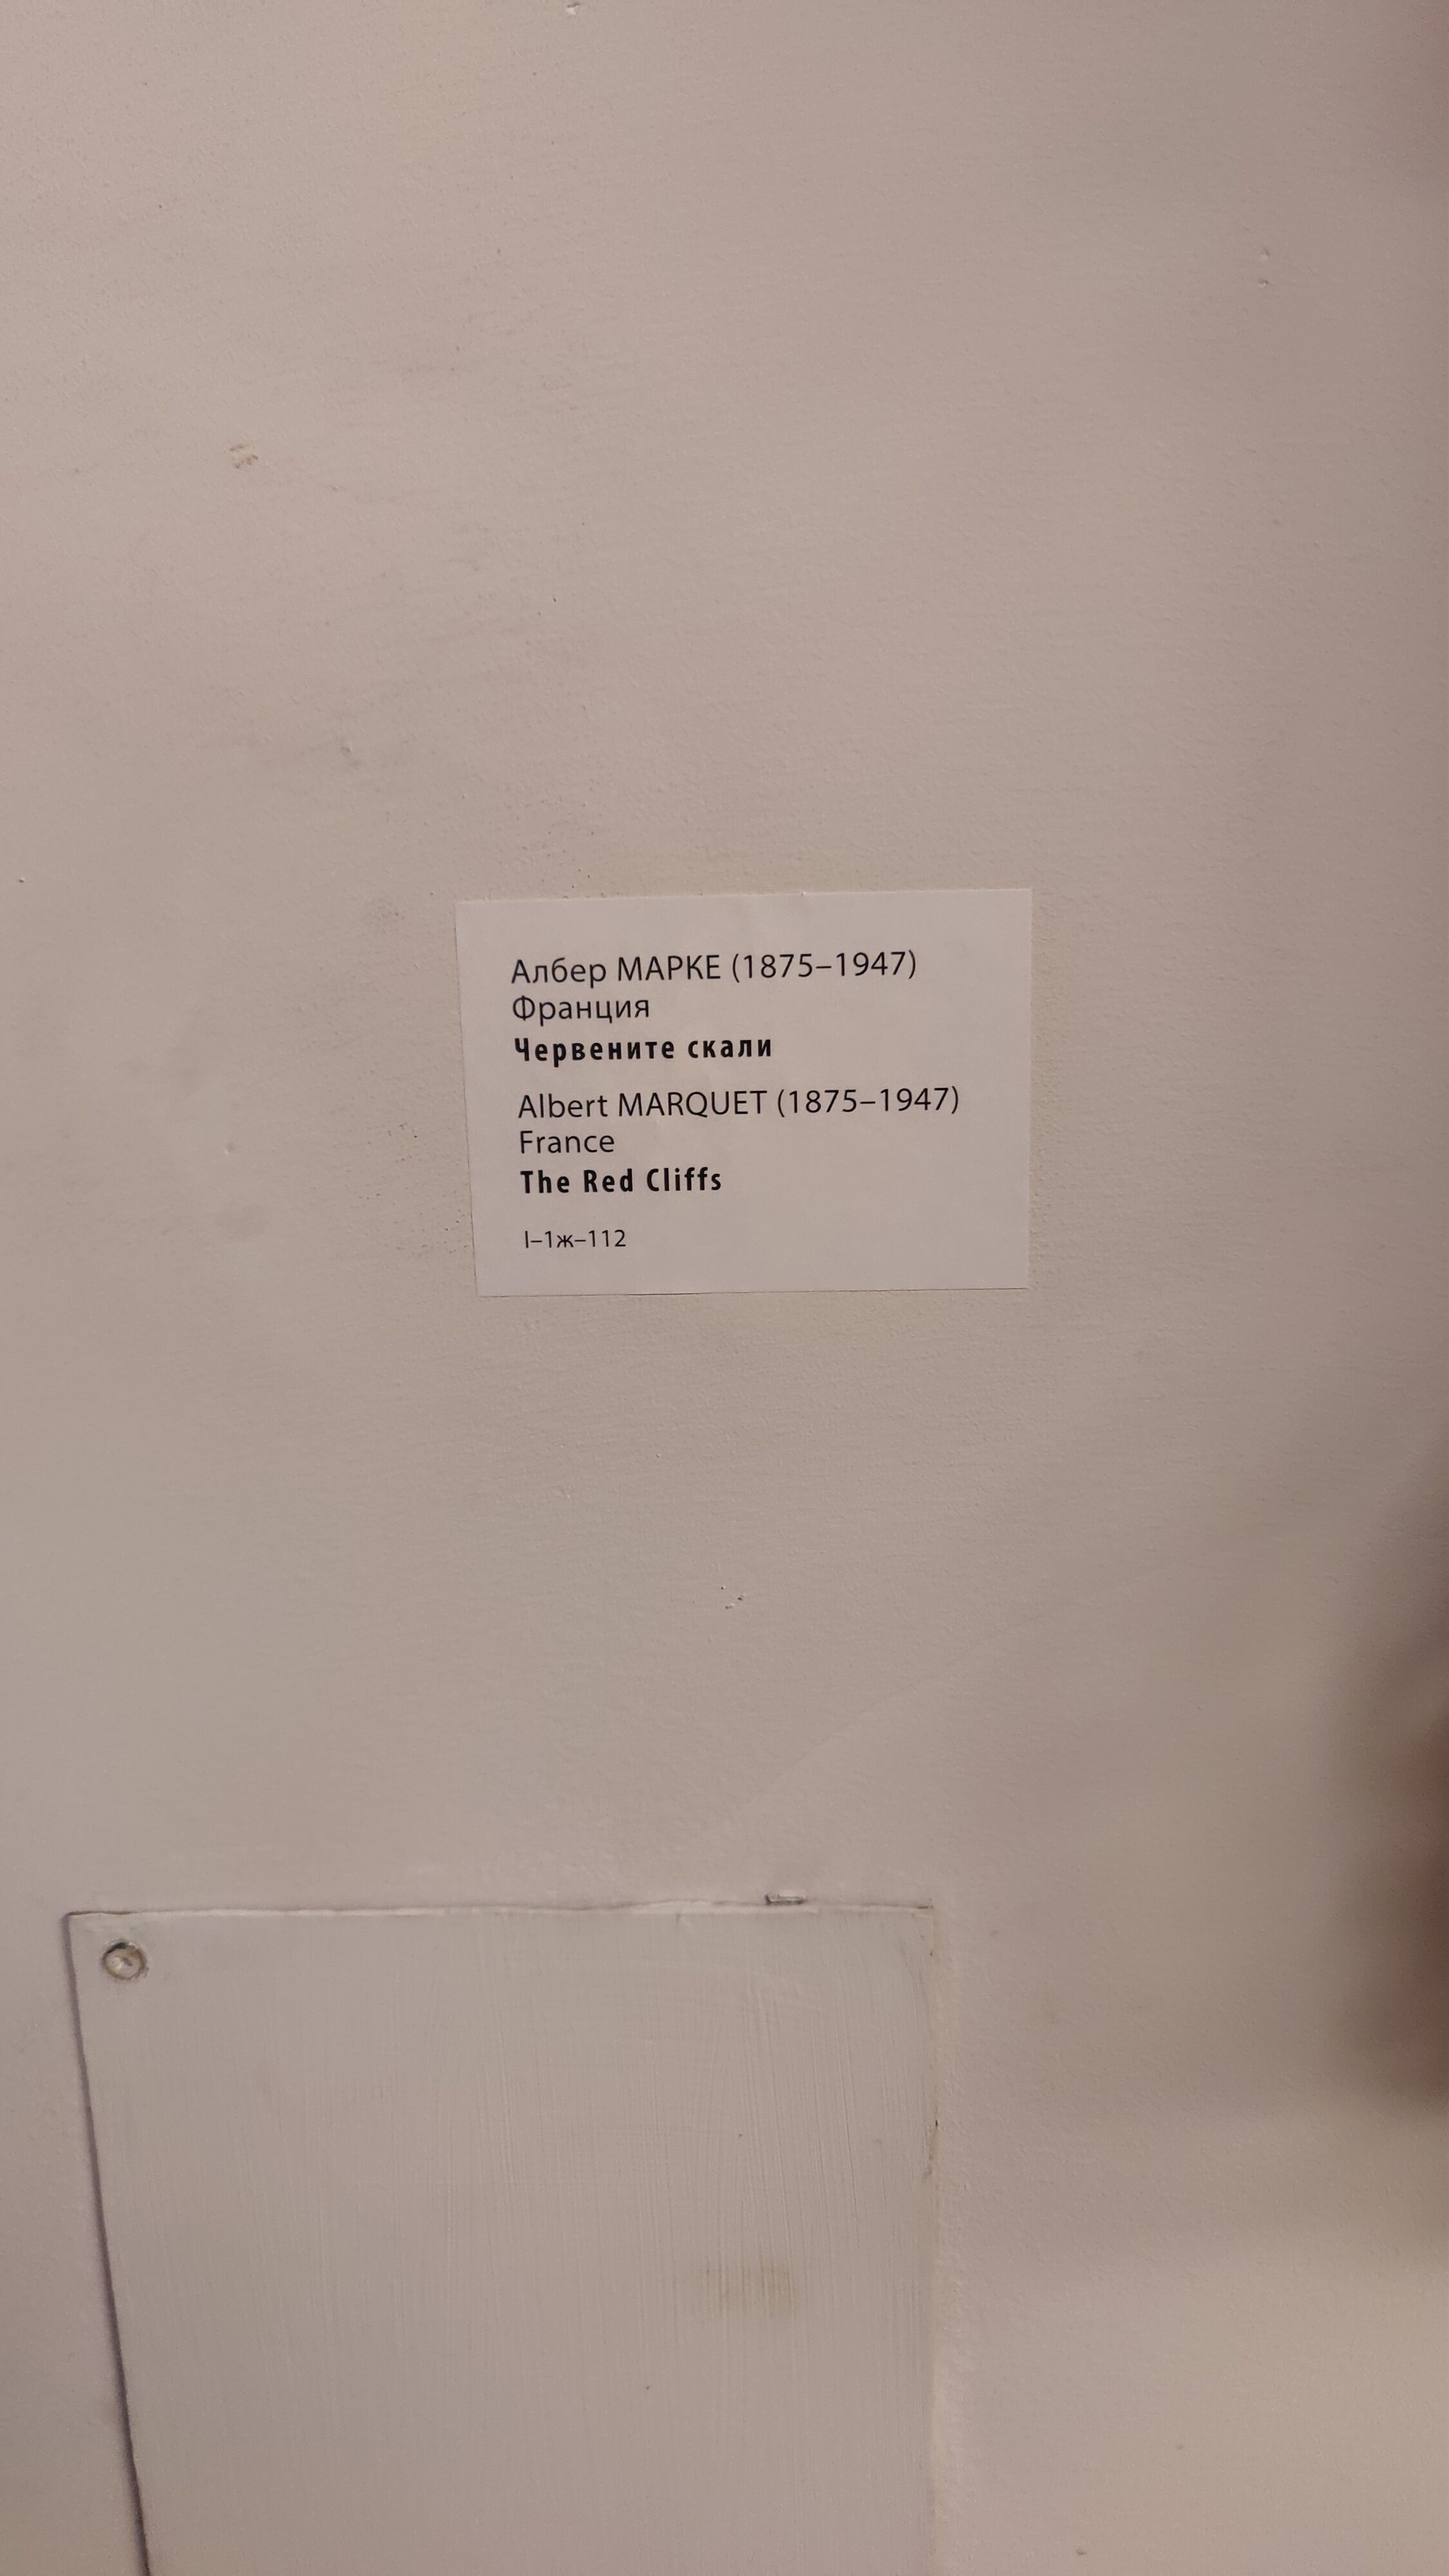 Албер МАРКЕ (1875–1947)
Франция
Червените скали
Albert MARQUET (1875–1947)
France
The Red Cliffs
I–1ж–112